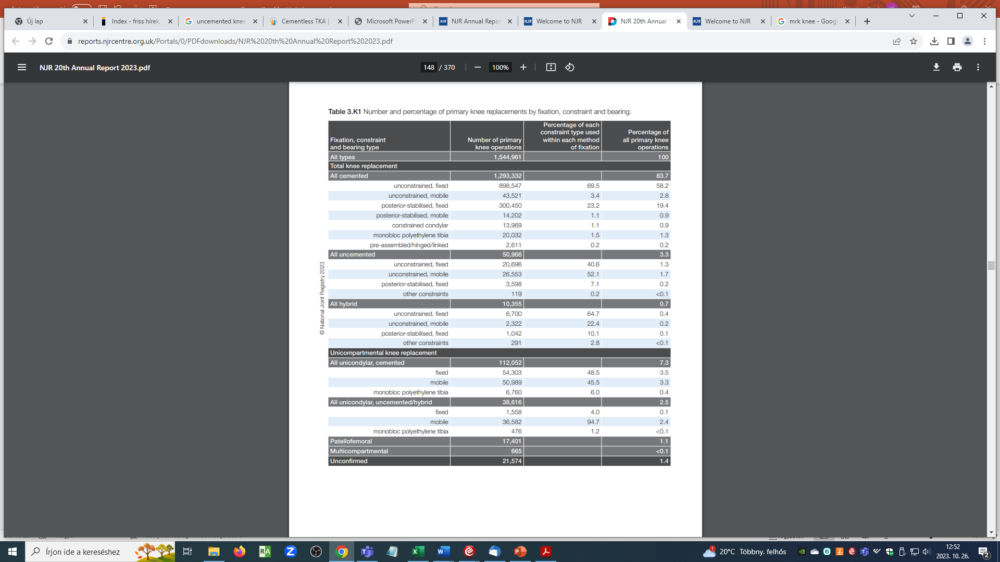 Új lap
Index - friss hírek,
uncemented knee
Cementless TKA |
Microsoft PowerP
NJR Annual Repor
Welcome to NJR
NJR 20th Annual
Welcome to NJR
mrk knee - Googl
reports.njrcentre.org.uk/Portals/0/PDFdownloads/NJR%2020th%20Annual%20Report%202023.pdf
NJR 20th Annual Report 2023.pdf
148 / 370
100%
Table 3.K1 Number and percentage of primary knee replacements by fixation, constraint and bearing.
Fixation, constraint and bearing type Number of primary knee operations Percentage of each constraint type used within each method of fixation Percentage of all primary knee operations
All types 1,544,961 100
Total knee replacement
All cemented 1,293,332 83.7
unconstrained, fixed 898,547 69.5 58.2
unconstrained, mobile 43,521 3.4 2.8
posterior-stabilised, fixed 300,450 23.2 19.4
posterior-stabilised, mobile 14,202 1.1 0.9
constrained condylar 13,969 1.1 0.9
monobloc polyethylene tibia 20,032 1.5 1.3
pre-assembled/hinged/linked 2,611 0.2 0.2
All uncemented 50,966 3.3
unconstrained, fixed 20,696 40.6 1.3
unconstrained, mobile 26,553 52.1 1.7
posterior-stabilised, fixed 3,598 7.1 0.2
other constraints 119 0.2 <0.1
All hybrid 10,355 0.7
unconstrained, fixed 6,700 64.7 0.4
unconstrained, mobile 2,322 22.4 0.2
posterior-stabilised, fixed 1,042 10.1 0.1
other constraints 291 2.8 <0.1
Unicompartmental knee replacement
All unicondylar, cemented 112,052 7.3
fixed 54,303 48.5 3.5
mobile 50,989 45.5 3.3
monobloc polyethylene tibia 6,760 6.0 0.4
All unicondylar, uncemented/hybrid 38,616 2.5
fixed 1,558 4.0 0.1
mobile 36,582 94.7 2.4
monobloc polyethylene tibia 476 1.2 <0.1
Patellofemoral 17,401 1.1
Multicompartmental 665 <0.1
Unconfirmed 21,574 1.4
© National Joint Registry 2023
Írjon ide a kereséshez
20°C Többny. felhős
12:52
2023. 10. 26.
2